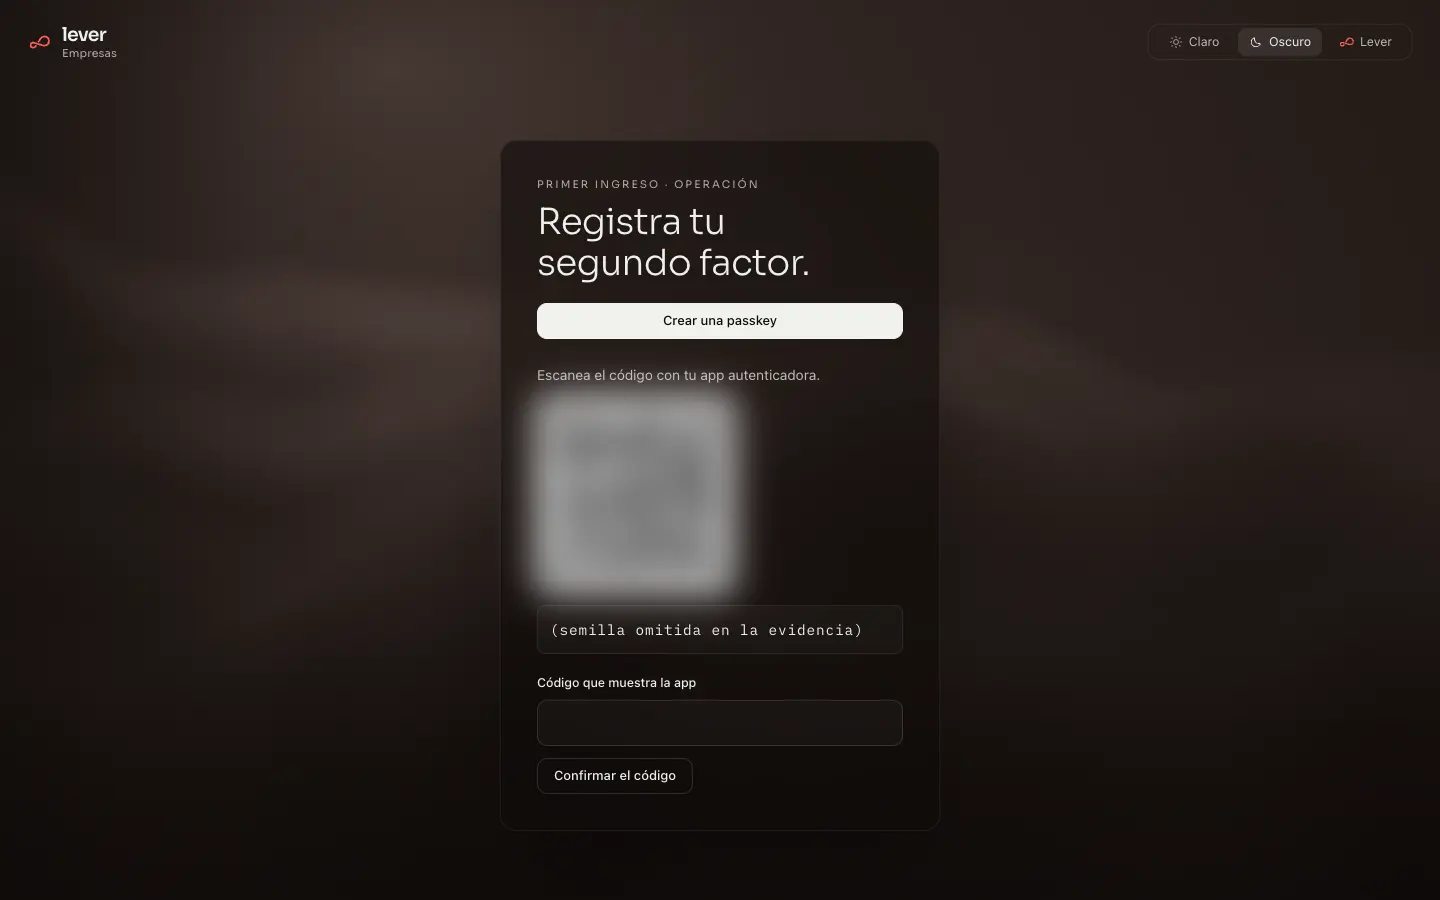 lever
Empresas
Claro
Oscuro
Lever
PRIMER INGRESO · OPERACIÓN
Registra tu
segundo factor.
Crear una passkey
Escanea el código con tu app autenticadora.
(semilla omitida en la evidencia)
Código que muestra la app
Confirmar el código